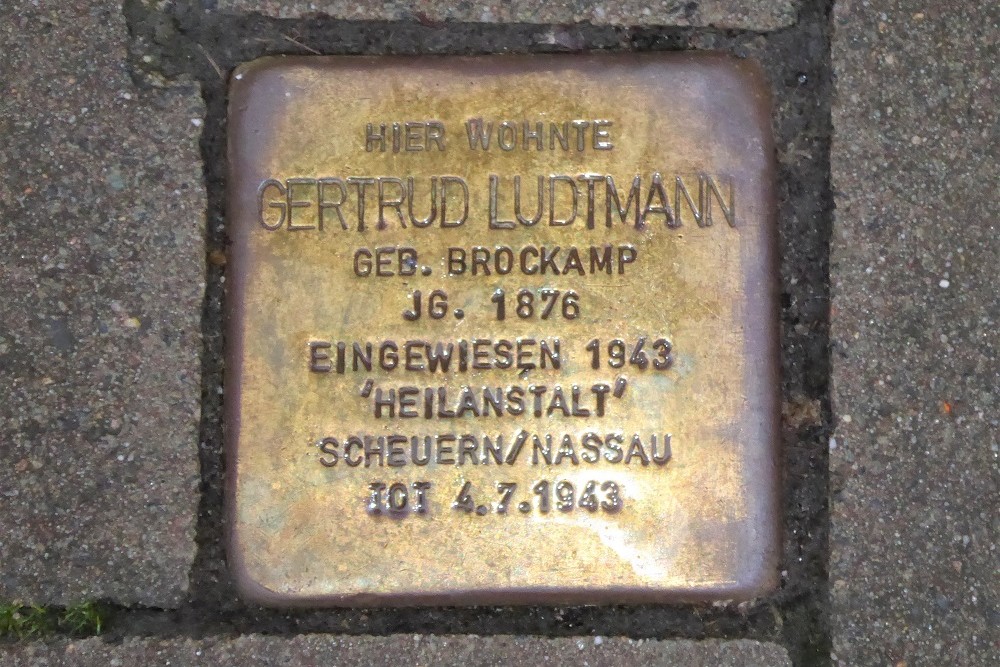 HIER WOHNTE
GERTRUD LUDTMANN
GEB. BROCKAMP
JG. 1876
EINGEWIESEN 1943
'HEILANSTALT'
SCHEUERN/NASSAU
TOT 4.7.1943